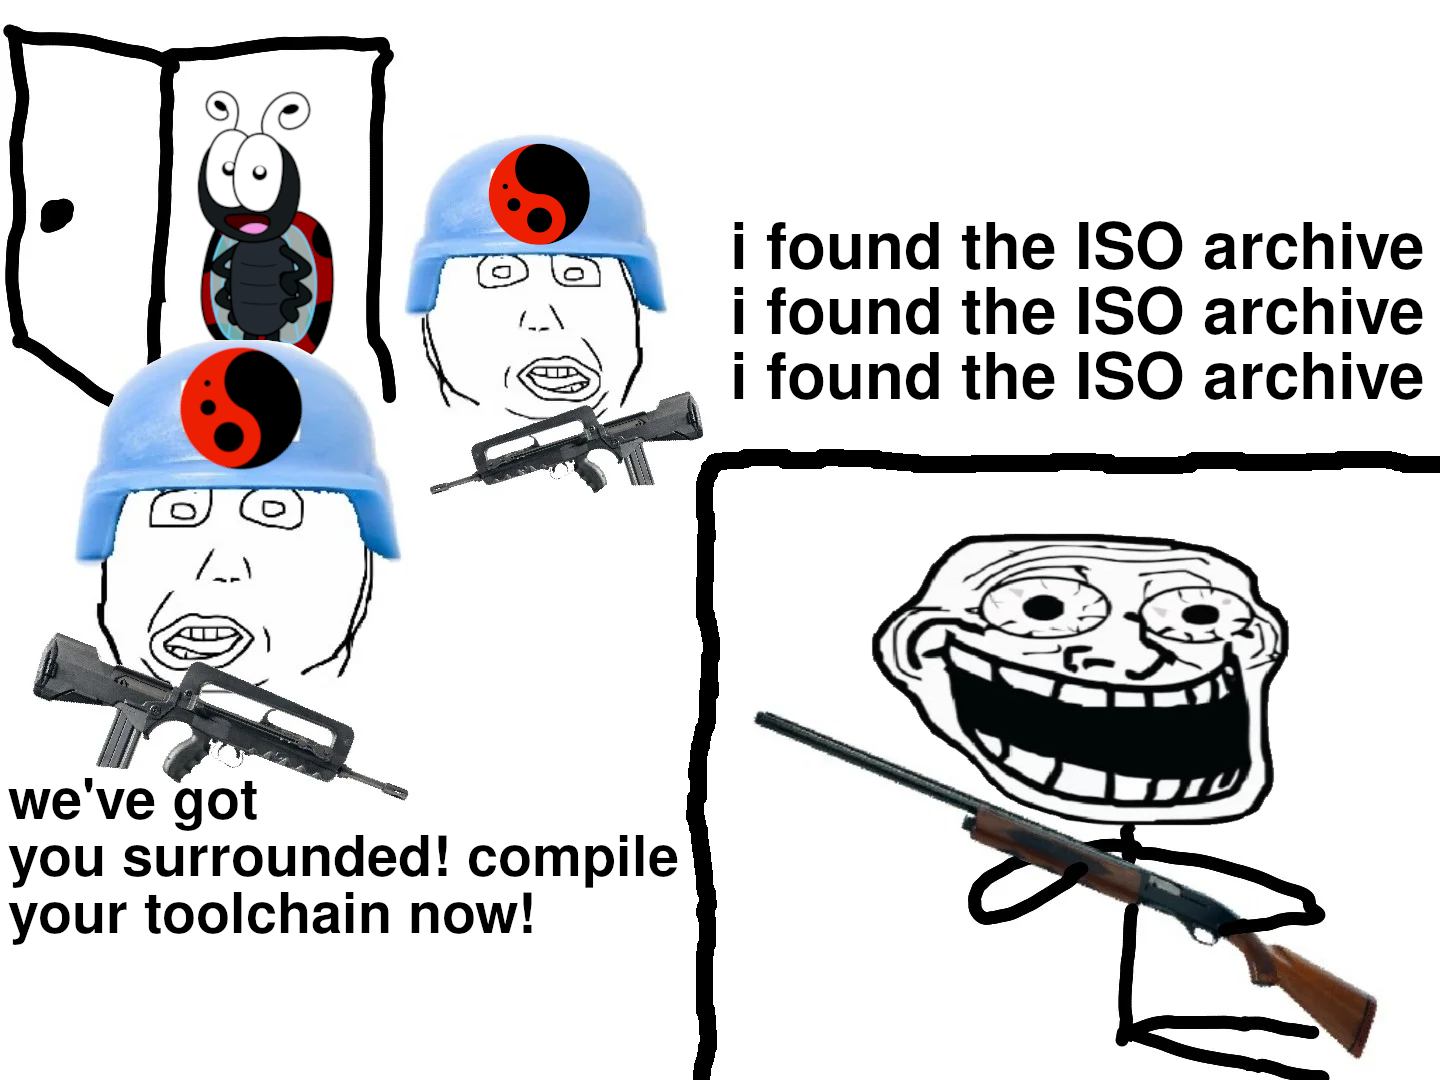 i found the ISO archive
i found the ISO archive
i found the ISO archive
we've got
you surrounded! compile
your toolchain now!